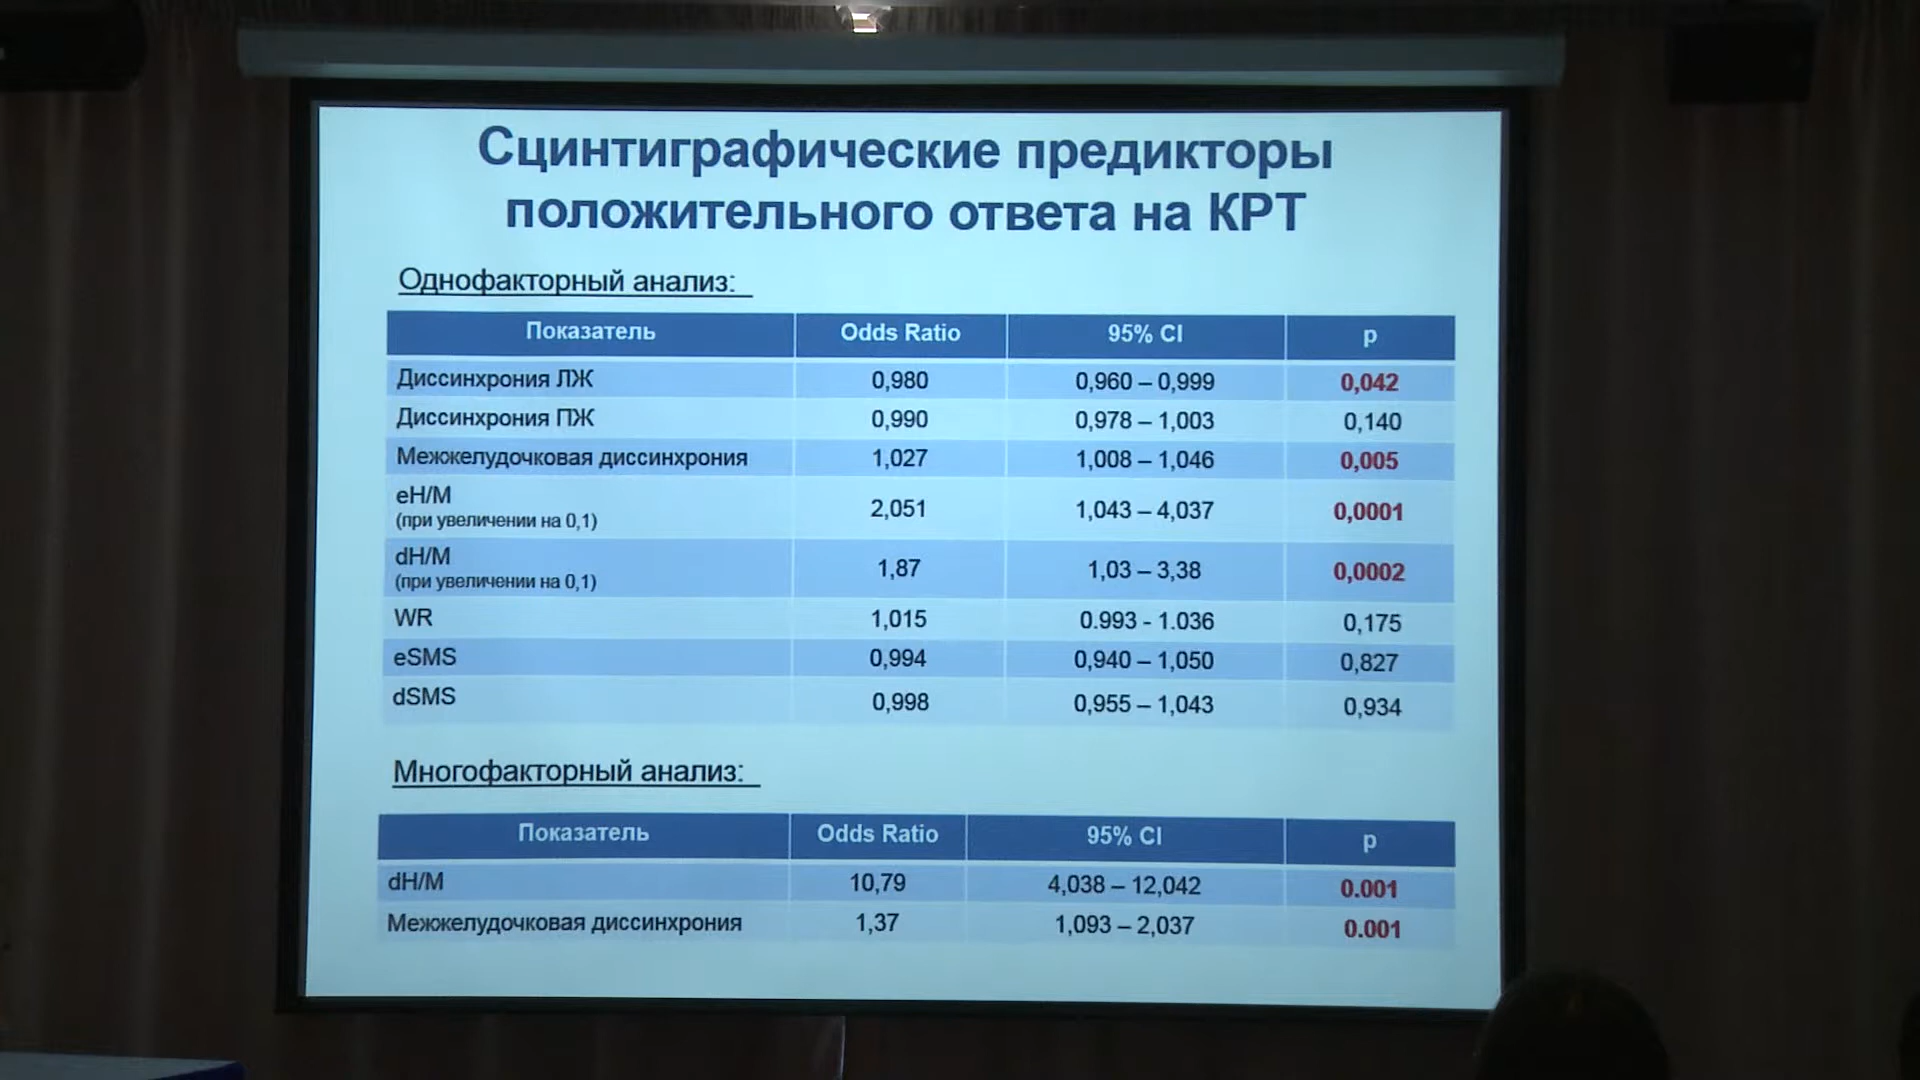 Сцинтиграфические предикторы
положительного ответа на КРТ
Однофакторный анализ:
Показатель Odds Ratio 95% CI p
Диссинхрония ЛЖ 0,980 0,960 – 0,999 0,042
Диссинхрония ПЖ 0,990 0,978 – 1,003 0,140
Межжелудочковая диссинхрония 1,027 1,008 – 1,046 0,005
eH/M
(при увеличении на 0,1) 2,051 1,043 – 4,037 0,0001
dH/M
(при увеличении на 0,1) 1,87 1,03 – 3,38 0,0002
WR 1,015 0.993 - 1.036 0,175
eSMS 0,994 0,940 – 1,050 0,827
dSMS 0,998 0,955 – 1,043 0,934
Многофакторный анализ:
Показатель Odds Ratio 95% CI p
dH/M 10,79 4,038 – 12,042 0.001
Межжелудочковая диссинхрония 1,37 1,093 – 2,037 0.001